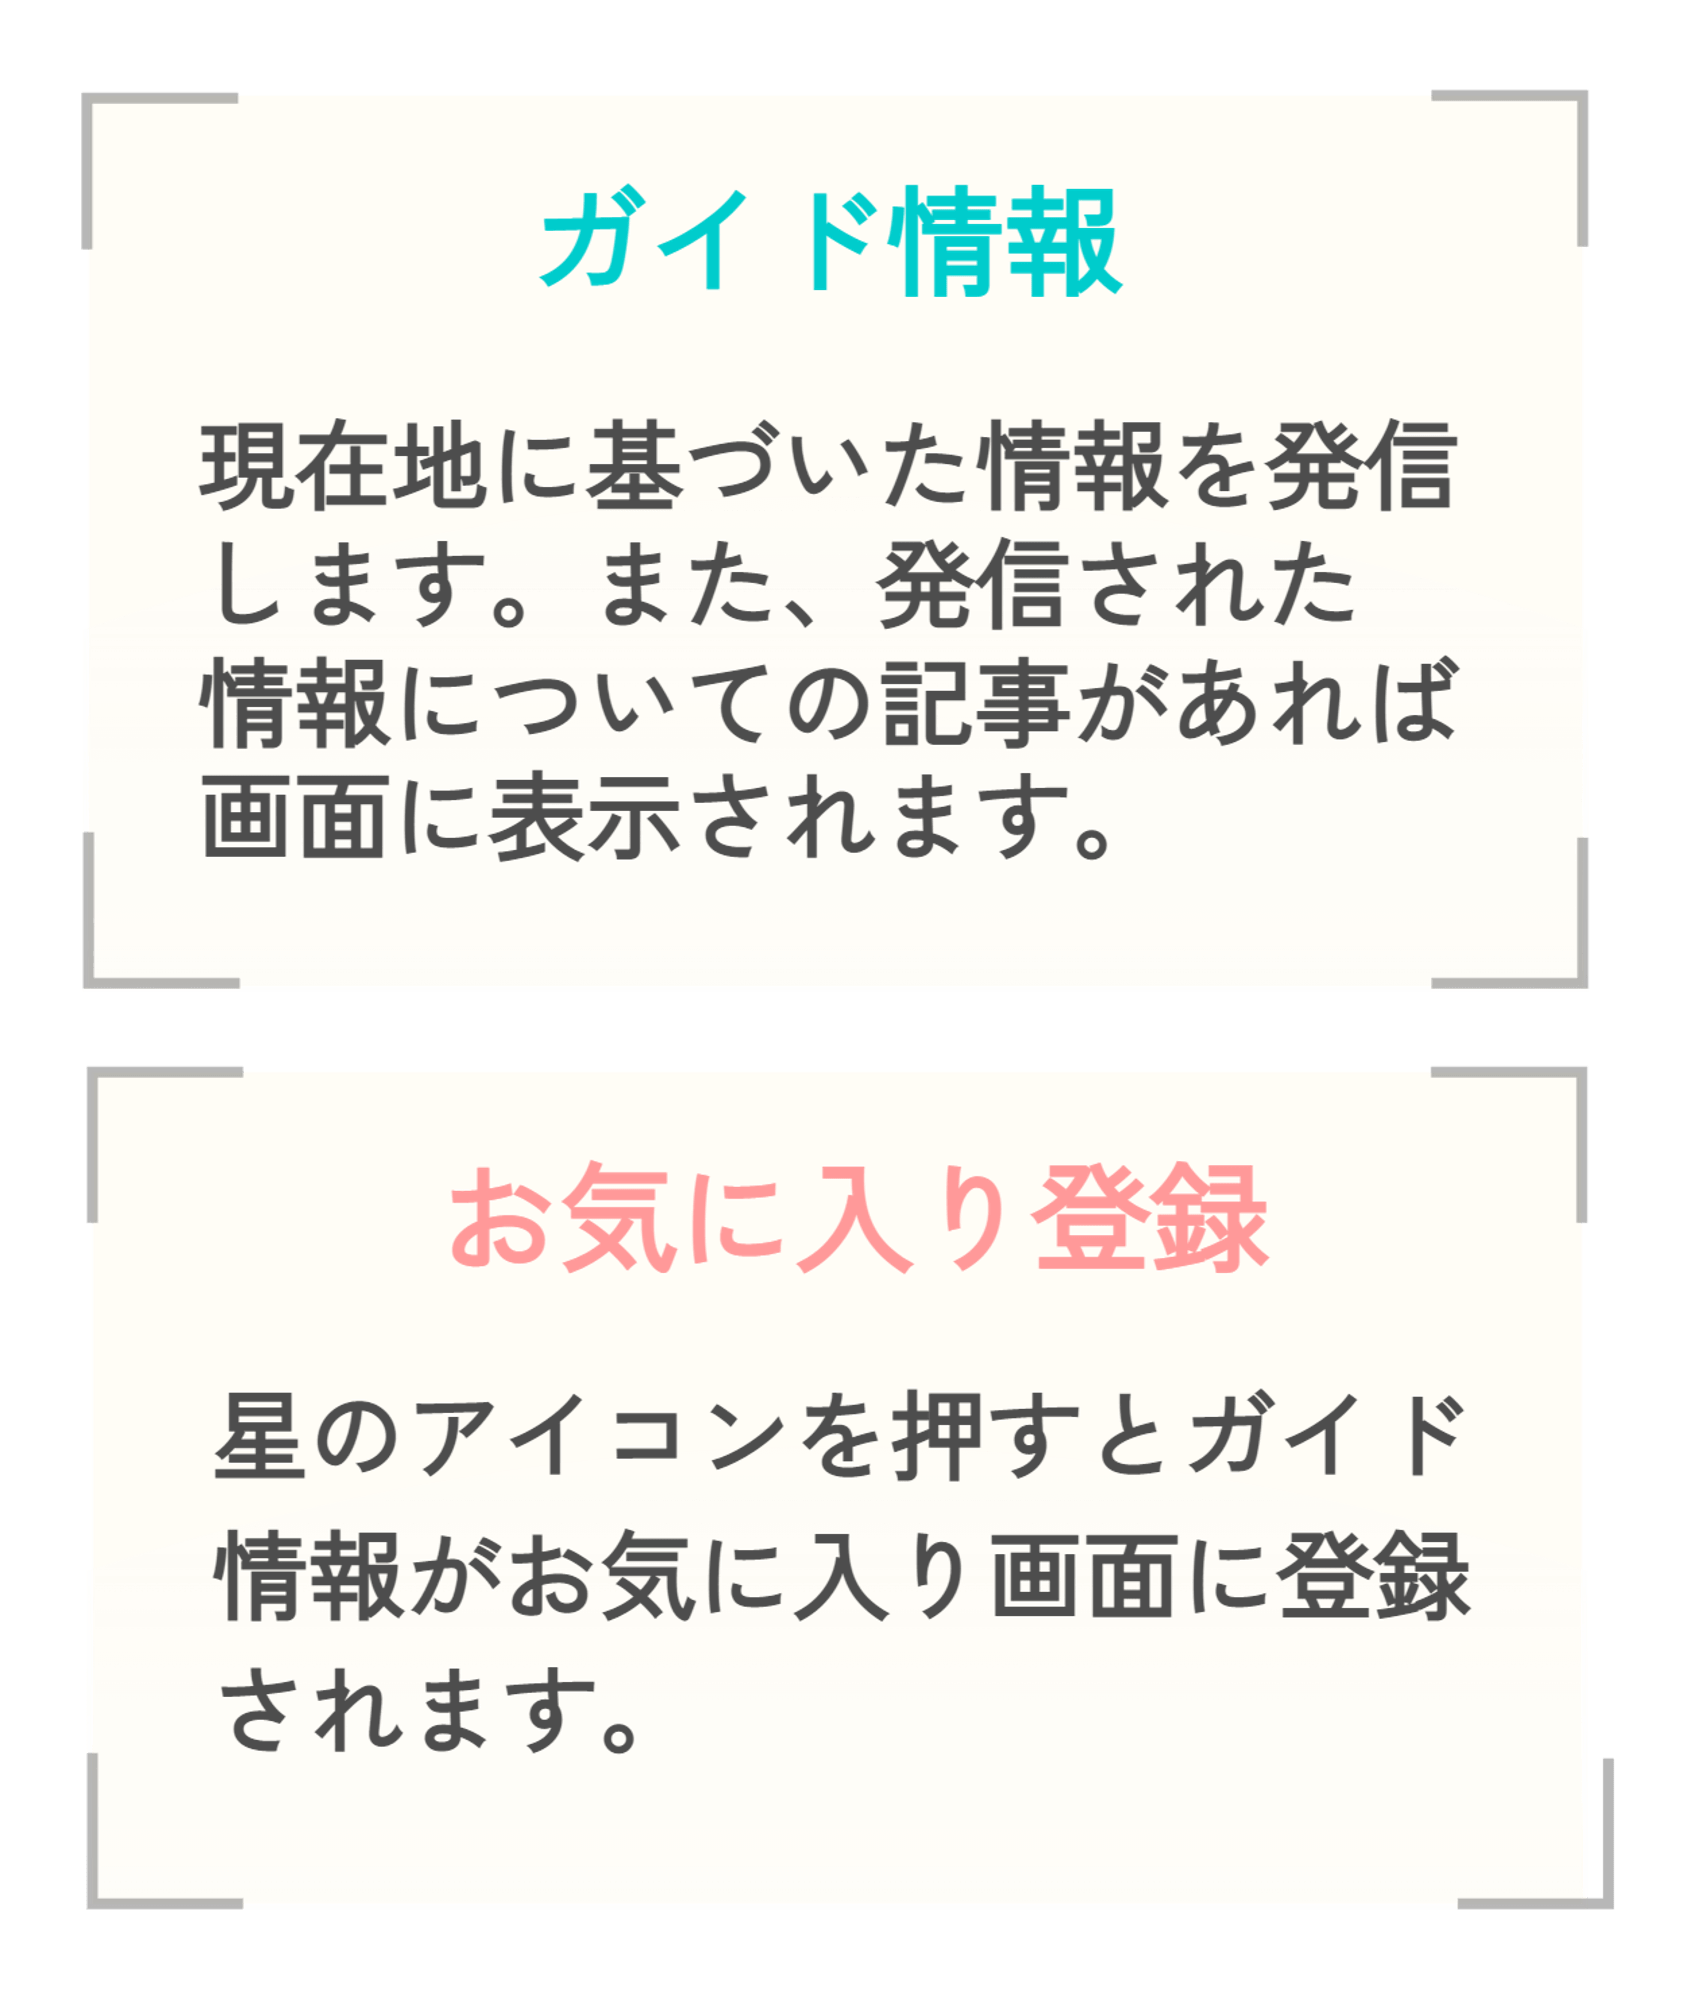 ガイド情報
現在地に基づいた情報を発信
します。また、発信された
情報についての記事があれば
画面に表示されます。
お気に入り登録
星のアイコンを押すとガイド
情報がお気に入り画面に登録
されます。